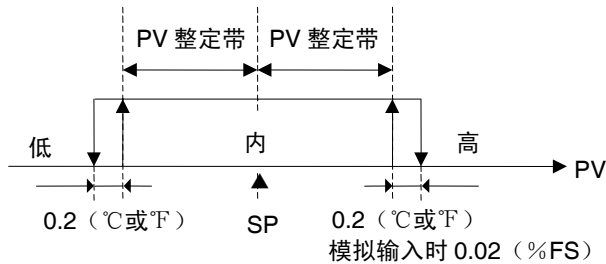 PV 整定带 PV 整定带
低 内 高
PV
0.2（℃或℉） SP 0.2（℃或℉）
模拟输入时 0.02（%FS）